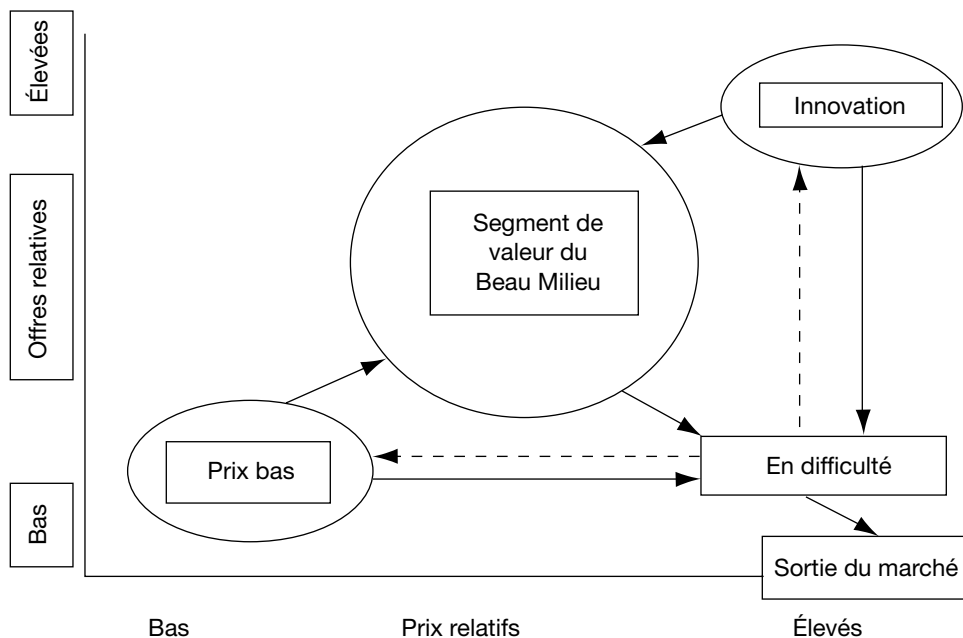 Élevées
Innovation
Offres relatives
Segment de
valeur du
Beau Milieu
Prix bas
En difficulté
Bas
Sortie du marché
Bas
Prix relatifs
Élevés